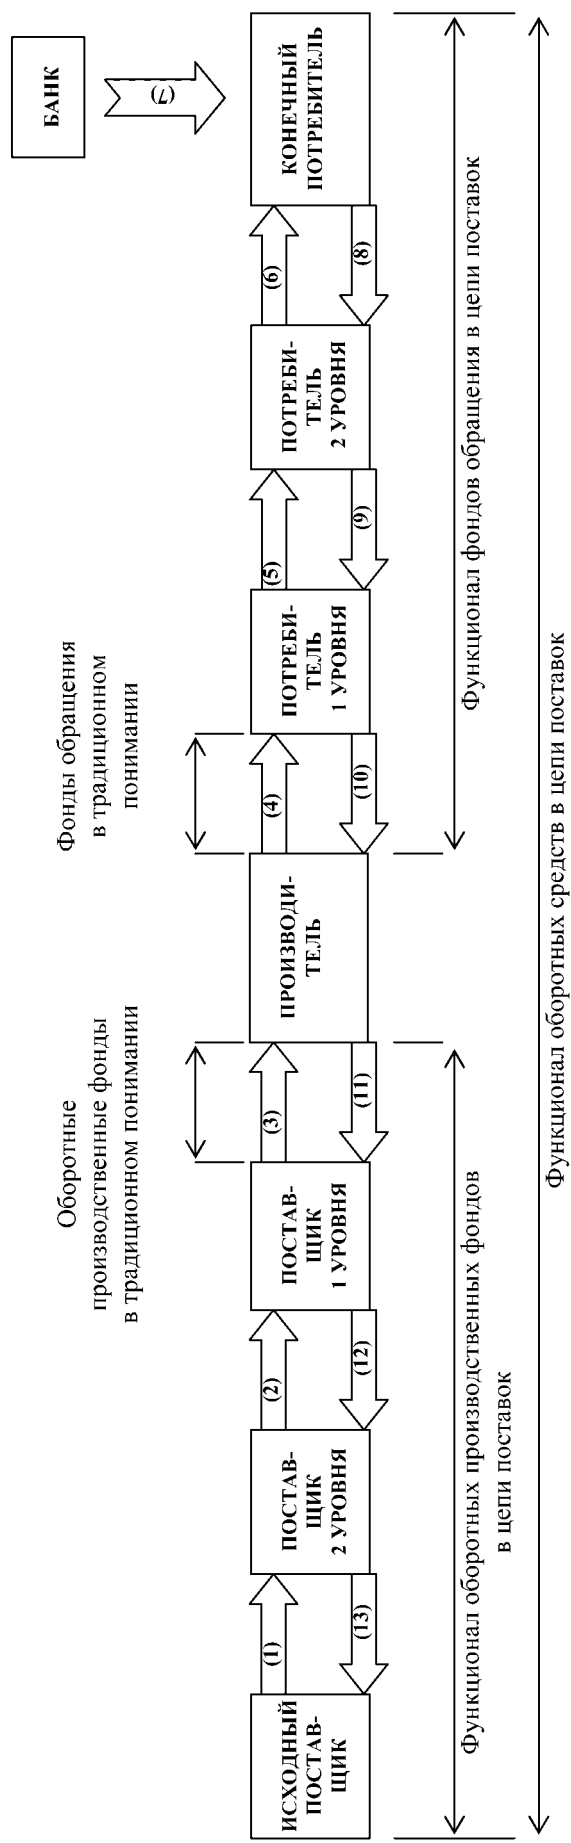 БАНК
(7)
Оборотные
производственные фонды
в традиционном понимании
Фонды обращения
в традиционном
понимании
ИСХОДНЫЙ
ПОСТАВ-
ЩИК
(1)
(13)
ПОСТАВ-
ЩИК
2 УРОВНЯ
(2)
(12)
ПОСТАВ-
ЩИК
1 УРОВНЯ
(3)
(11)
ПРОИЗВОДИ-
ТЕЛЬ
(4)
(10)
ПОТРЕБИ-
ТЕЛЬ
1 УРОВНЯ
(5)
(9)
ПОТРЕБИ-
ТЕЛЬ
2 УРОВНЯ
(6)
(8)
КОНЕЧНЫЙ
ПОТРЕБИТЕЛЬ
Функционал оборотных производственных фондов
в цепи поставок
Функционал фондов обращения в цепи поставок
Функционал оборотных средств в цепи поставок